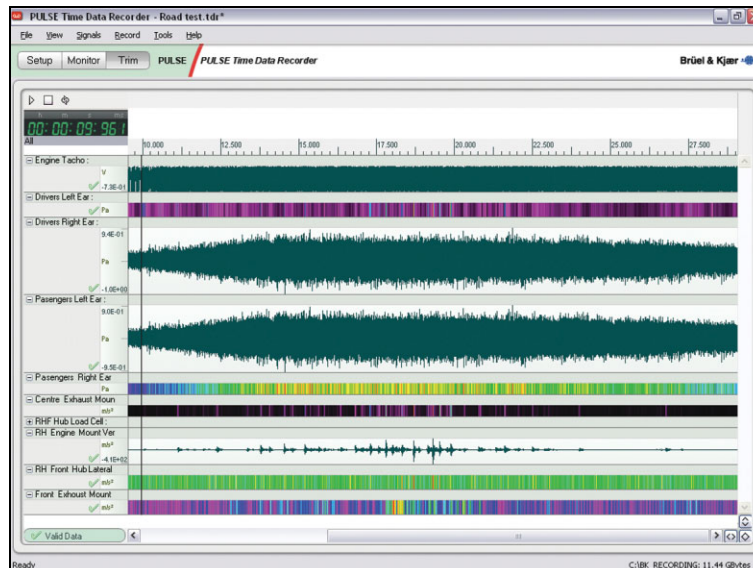 PULSE Time Data Recorder - Road test.tdr*
File View Signals Record Tools Help
Setup Monitor Trim PULSE PULSE Time Data Recorder Brüel & Kjær
00:00:09:961
All
10.000 12.500 15.000 17.500 20.000 22.500 25.000 27.500
Engine Tacho :
V
-7.3E-01
Drivers Left Ear :
Pa
Drivers Right Ear :
9.4E-01
Pa
-1.0E+00
Passengers Left Ear :
9.0E-01
Pa
-9.5E-01
Passengers Right Ear
Pa
Centre Exhaust Moun
m/s²
RHF Hub Load Cell :
RH Engine Mount Ver
m/s²
-4.1E+02
RH Front Hub Lateral
m/s²
Front Exhoust Mount
m/s²
Valid Data
Ready C:\BK_RECORDING: 11.44 GBytes